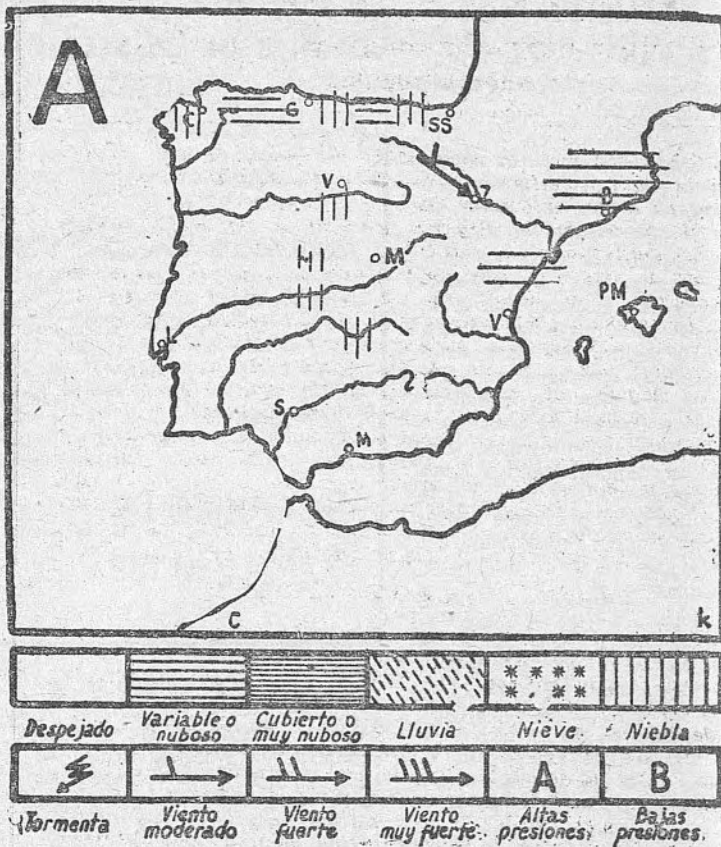 A
C
G
SS
V
Z
B
M
PM
L
V
S
M
C
k
Despejado
Variable o nuboso
Cubierto o muy nuboso
Lluvia
Nieve
Niebla
A
B
Tormenta
Viento moderado
Viento fuerte
Viento muy fuerte
Altas presiones.
Bajas presiones.